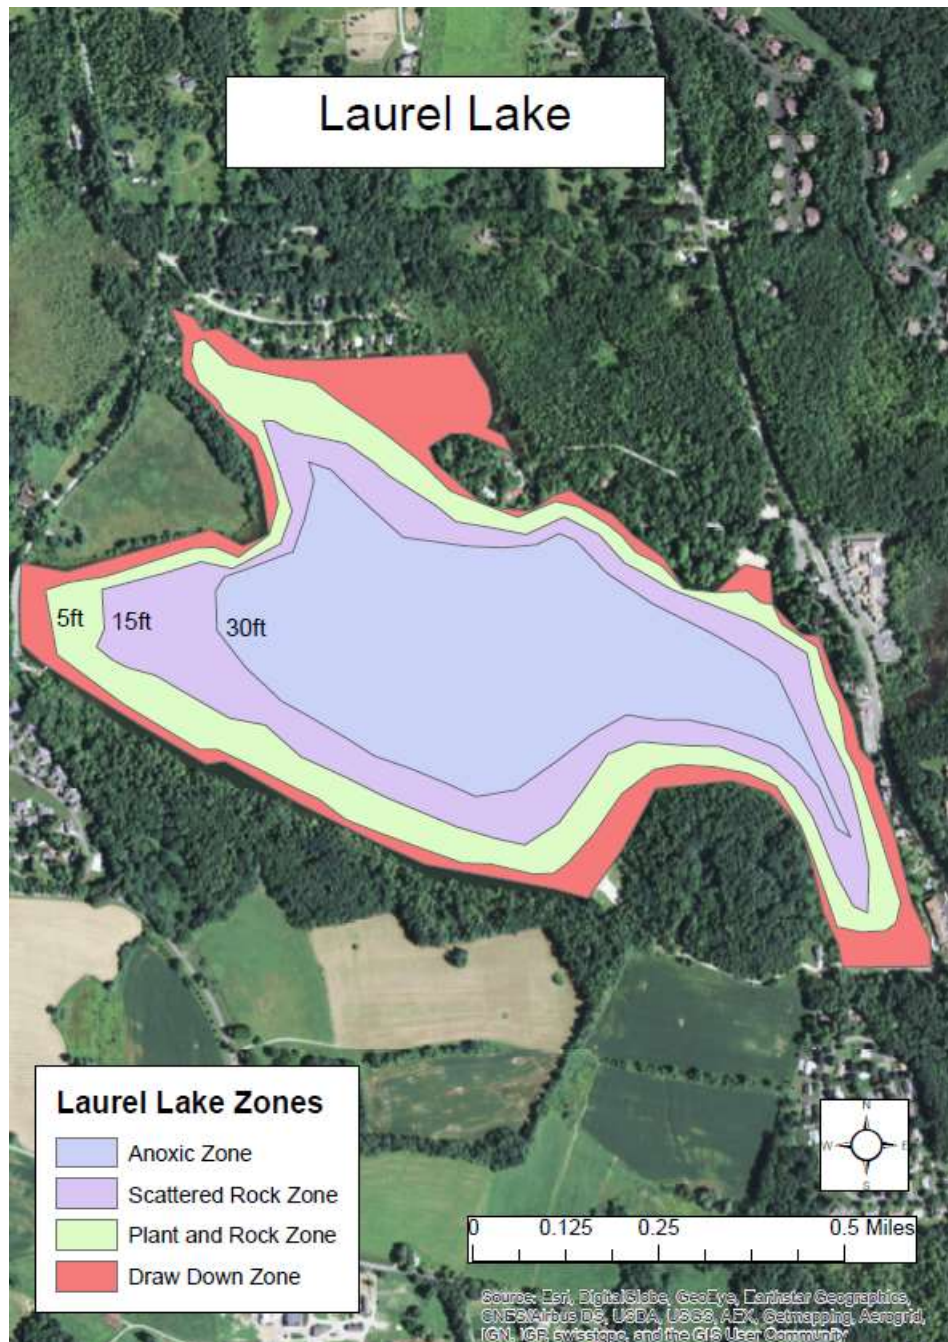 Laurel Lake
5ft
15ft
30ft
Laurel Lake Zones
Anoxic Zone
Scattered Rock Zone
Plant and Rock Zone
Draw Down Zone
N
W E
S
0 0.125 0.25 0.5 Miles
Source: Esri, DigitalGlobe, GeoEye, Earthstar Geographics,
CNES/Airbus DS, USDA, USGS, AEX, Getmapping, Aerogrid,
IGN, IGP, swisstopo, and the GIS User Community